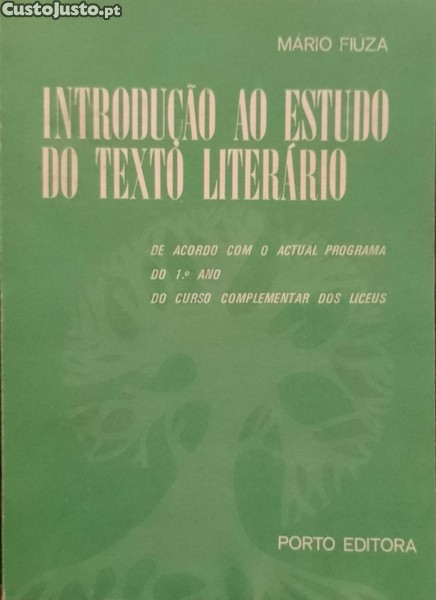 CustoJusto.pt
MÁRIO FIÚZA
INTRODUÇÃO AO ESTUDO
DO TEXTO LITERÁRIO
DE ACORDO COM O ACTUAL PROGRAMA
DO 1.º ANO
DO CURSO COMPLEMENTAR DOS LICEUS
PORTO EDITORA